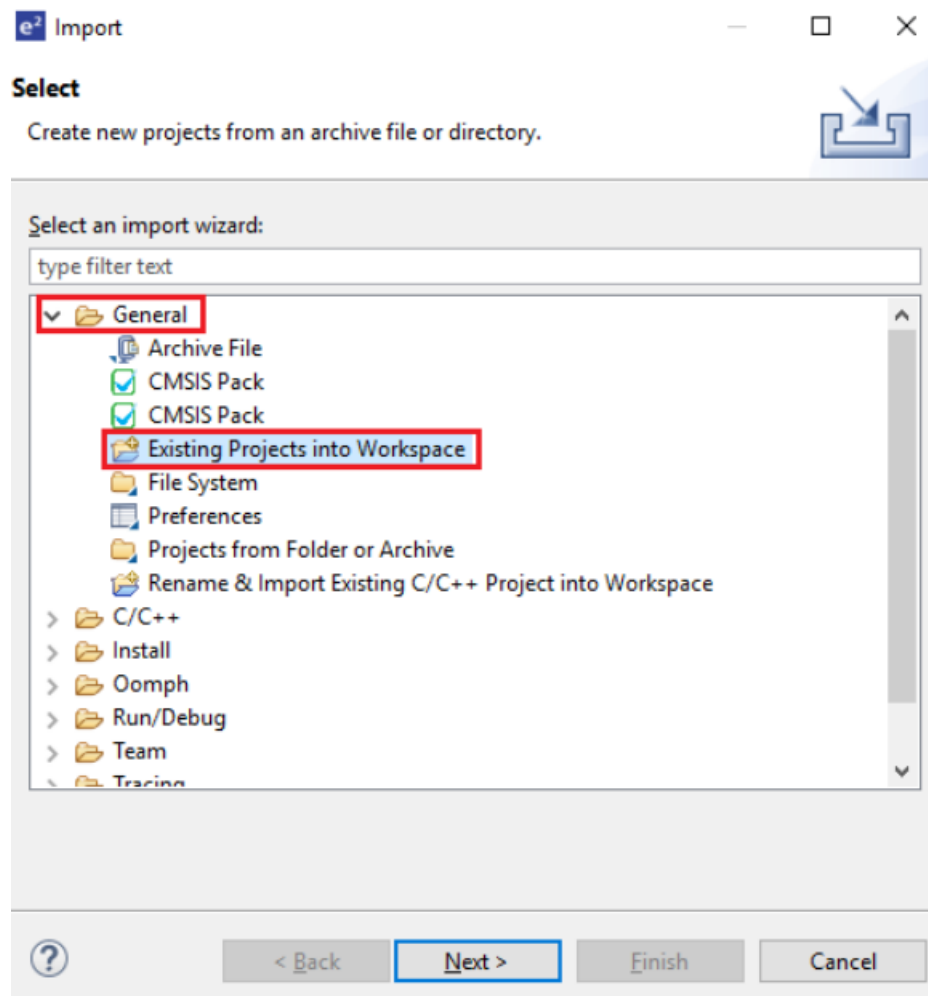 e² Import
Select
Create new projects from an archive file or directory.
Select an import wizard:
type filter text
General
Archive File
CMSIS Pack
CMSIS Pack
Existing Projects into Workspace
File System
Preferences
Projects from Folder or Archive
Rename & Import Existing C/C++ Project into Workspace
C/C++
Install
Oomph
Run/Debug
Team
Tracing
? < Back Next > Finish Cancel